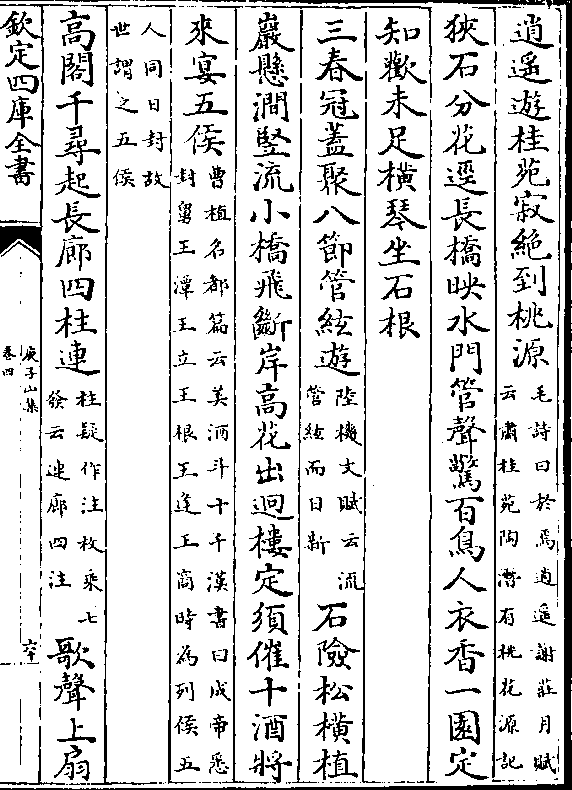 逍遥遊桂苑寂絶到桃源毛詩曰於焉逍遥謝莊月賦
云肅桂苑陶潛有桃花源記
狹石分花逕長橋映水門管聲驚百鳥人衣香一園定
知歡未足橫琴坐石根
三春冠蓋聚八節管絃遊陸機文賦云流
管絃而日新石險松橫植
巖懸澗竪流小橋飛斷岸高花出迥樓定須催十酒將
來宴五侯曹植名都篇云美酒斗十千漢書曰成帝悉
封舅王潭王立王根王逢王商時為列侯五
人同日封故
世謂之五侯
高閣千尋起長廊四柱連柱疑作注枚乘七
發云連廊四注歌聲上扇
欽定四庫全書
庾子山集
卷四
六十